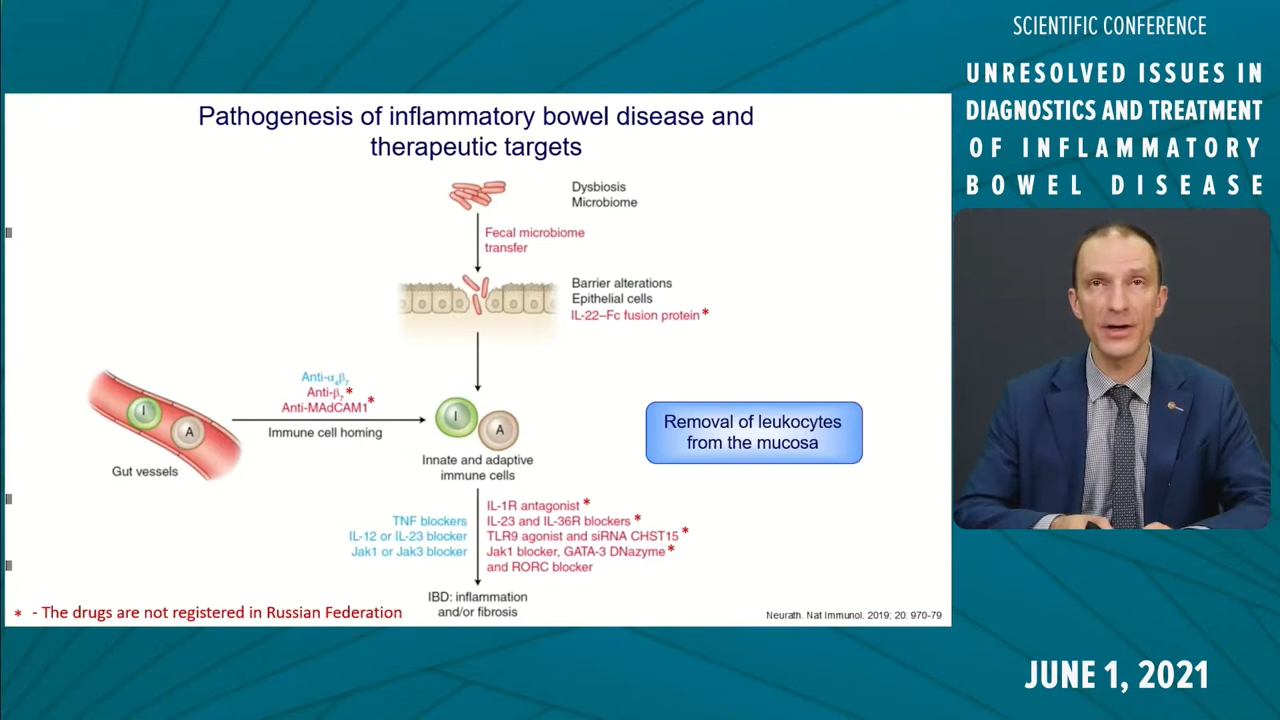 SCIENTIFIC CONFERENCE
UNRESOLVED ISSUES IN
DIAGNOSTICS AND TREATMENT
OF INFLAMMATORY
BOWEL DISEASE
Pathogenesis of inflammatory bowel disease and
therapeutic targets
Dysbiosis
Microbiome
Fecal microbiome
transfer
Barrier alterations
Epithelial cells
IL-22–Fc fusion protein*
Anti-α₄β₇
Anti-β₇*
Anti-MAdCAM1*
Immune cell homing
I
A
Gut vessels
I
A
Innate and adaptive
immune cells
Removal of leukocytes
from the mucosa
TNF blockers
IL-12 or IL-23 blocker
Jak1 or Jak3 blocker
IL-1R antagonist *
IL-23 and IL-36R blockers *
TLR9 agonist and siRNA CHST15 *
Jak1 blocker, GATA-3 DNAzyme *
and RORC blocker
IBD: inflammation
and/or fibrosis
* - The drugs are not registered in Russian Federation
Neurath. Nat Immunol. 2019; 20: 970-79
JUNE 1, 2021